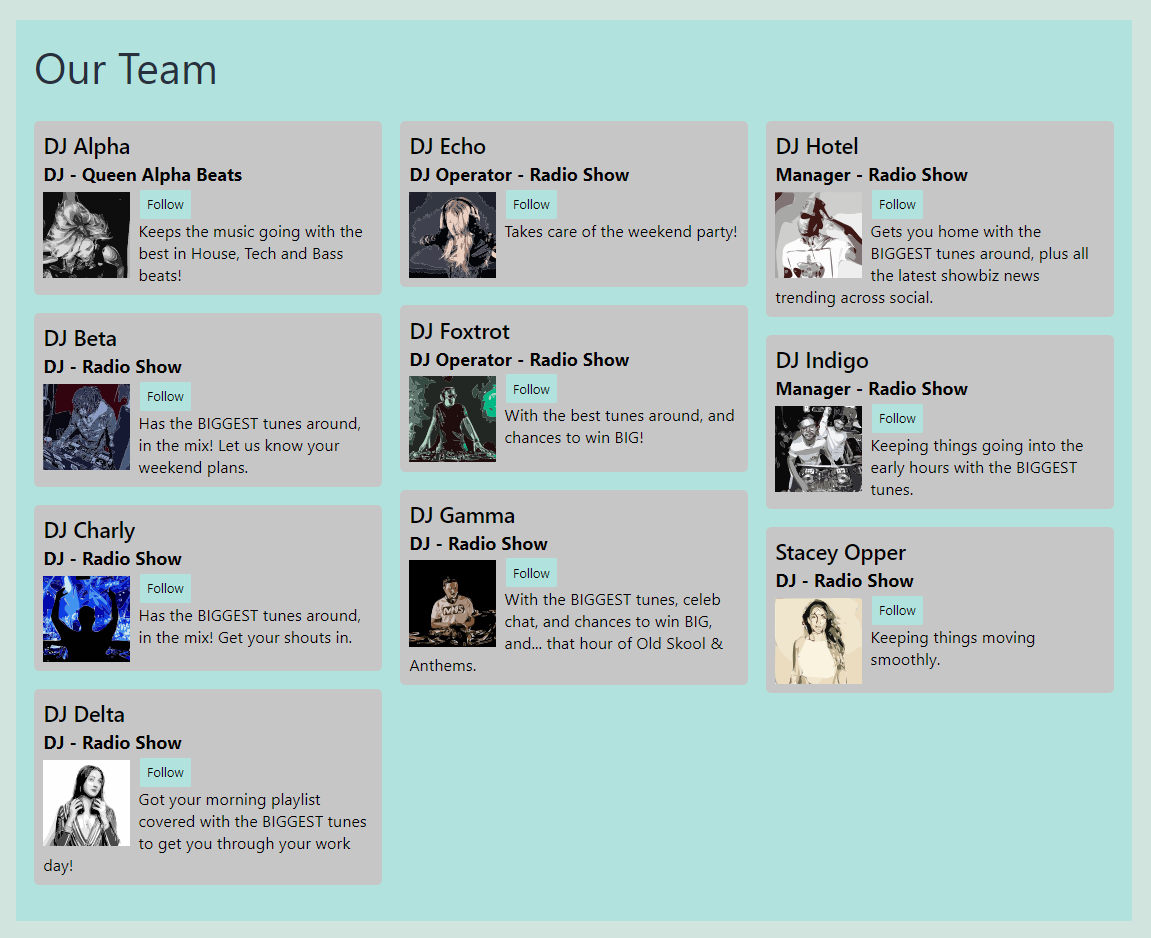 Our Team
DJ Alpha
DJ - Queen Alpha Beats
Follow
Keeps the music going with the
best in House, Tech and Bass
beats!
DJ Beta
DJ - Radio Show
Follow
Has the BIGGEST tunes around,
in the mix! Let us know your
weekend plans.
DJ Charly
DJ - Radio Show
Follow
Has the BIGGEST tunes around,
in the mix! Get your shouts in.
DJ Delta
DJ - Radio Show
Follow
Got your morning playlist
covered with the BIGGEST tunes
to get you through your work
day!
DJ Echo
DJ Operator - Radio Show
Follow
Takes care of the weekend party!
DJ Foxtrot
DJ Operator - Radio Show
Follow
With the best tunes around, and
chances to win BIG!
DJ Gamma
DJ - Radio Show
Follow
With the BIGGEST tunes, celeb
chat, and chances to win BIG,
and... that hour of Old Skool &
Anthems.
DJ Hotel
Manager - Radio Show
Follow
Gets you home with the
BIGGEST tunes around, plus all
the latest showbiz news
trending across social.
DJ Indigo
Manager - Radio Show
Follow
Keeping things going into the
early hours with the BIGGEST
tunes.
Stacey Opper
DJ - Radio Show
Follow
Keeping things moving
smoothly.